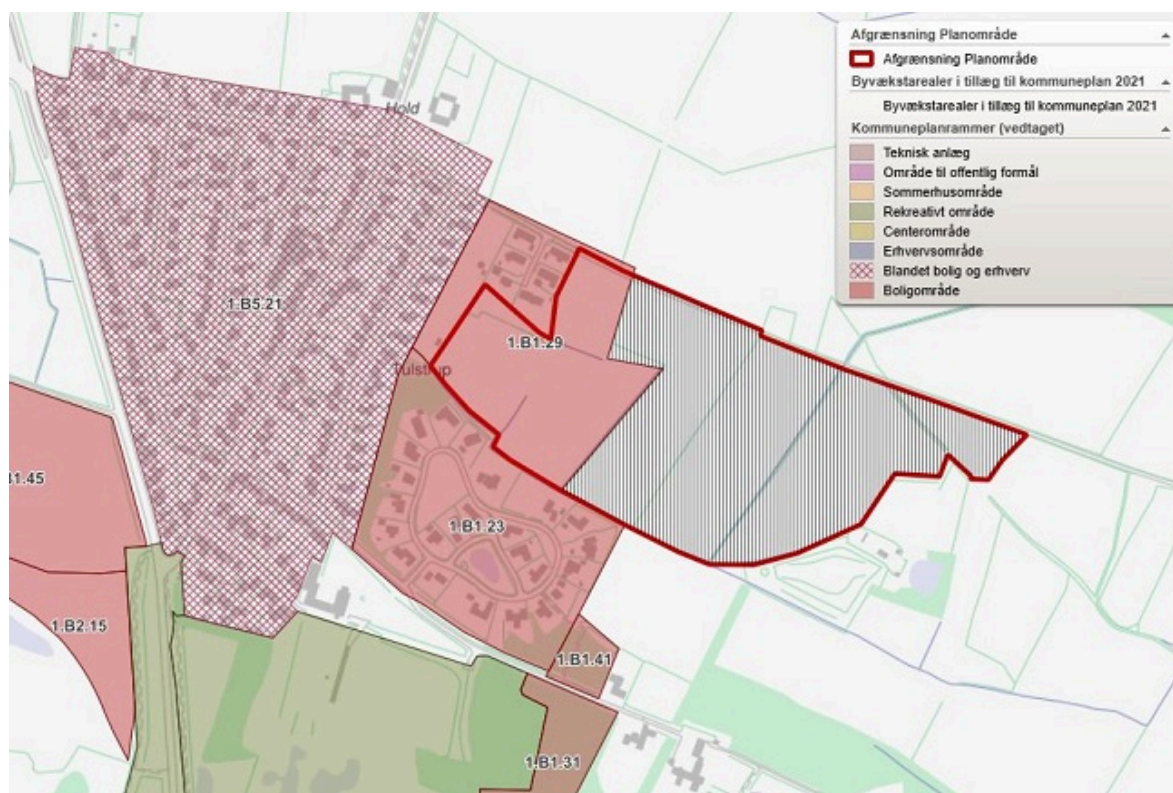 Afgrænsning Planområde
Afgrænsning Planområde
Byvækstarealer i tillæg til kommuneplan 2021
Byvækstarealer i tillæg til kommuneplan 2021
Kommuneplanrammer (vedtaget)
Teknisk anlæg
Område til offentlig formål
Sommerhusområde
Rekreativt område
Centerområde
Erhvervsområde
Blandet bolig og erhverv
Boligområde
Hold
1.B5.21
1.B1.29
Tulstrup
B1.45
1.B1.23
1.B2.15
1.B1.41
1.B1.31